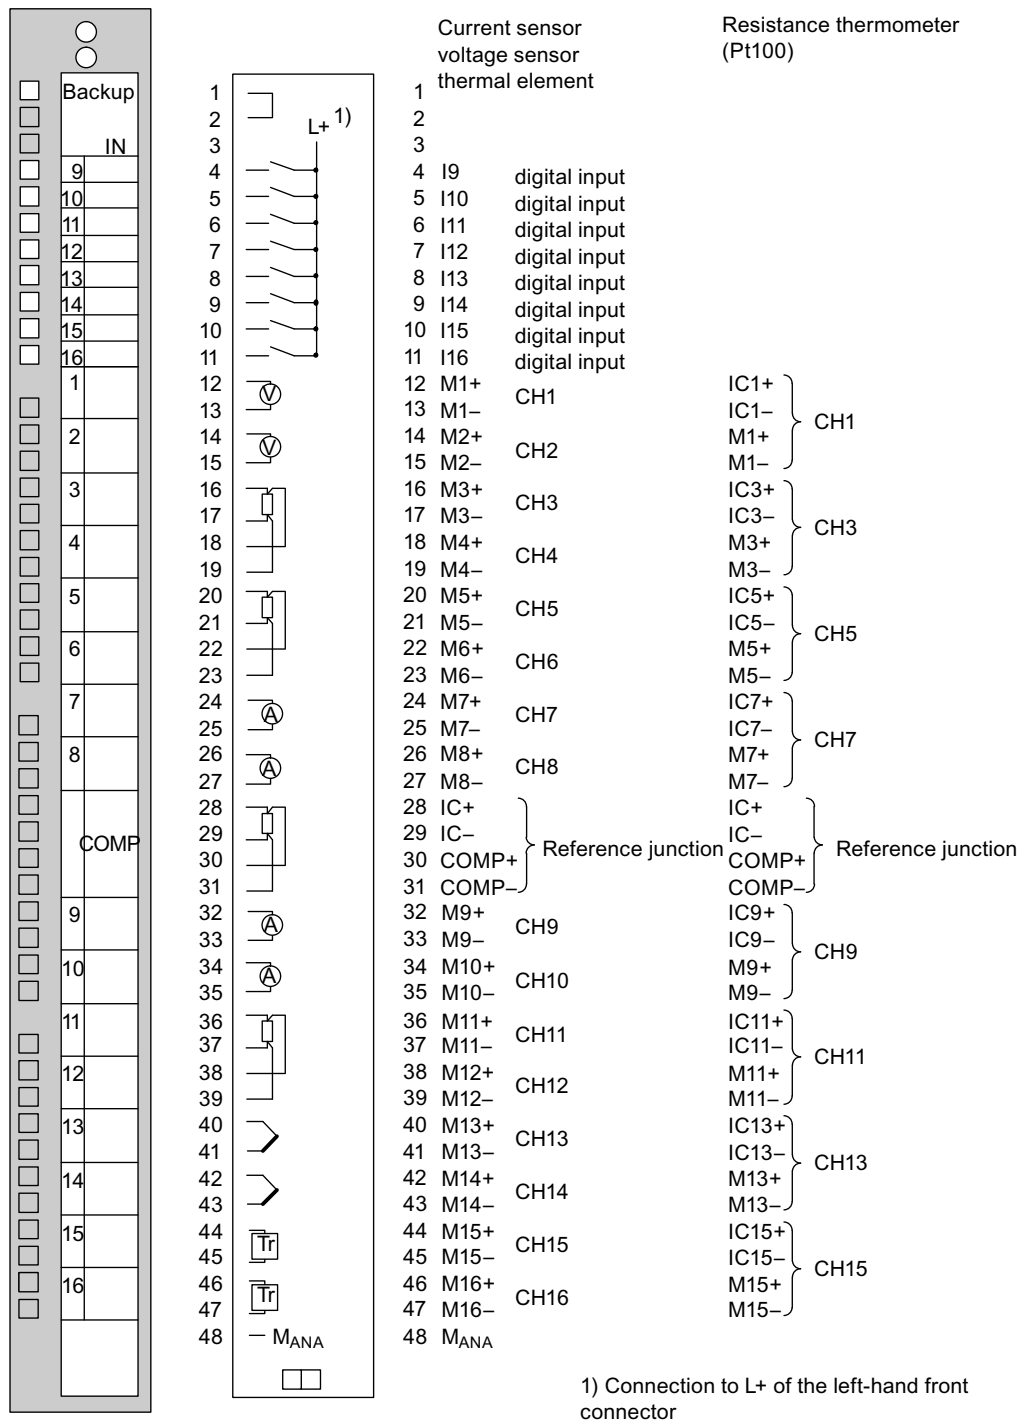 Current sensor
voltage sensor
thermal element
Resistance thermometer
(Pt100)
Backup
IN
9
10
11
12
13
14
15
16
1
2
3
4
5
6
7
8
COMP
9
10
11
12
13
14
15
16
L+ 1)
1 1
2 2
3 3
4 4 I9 digital input
5 5 I10 digital input
6 6 I11 digital input
7 7 I12 digital input
8 8 I13 digital input
9 9 I14 digital input
10 10 I15 digital input
11 11 I16 digital input
12 V 12 M1+ CH1 IC1+ CH1
13 13 M1– IC1–
14 V 14 M2+ CH2 M1+
15 15 M2– M1–
16 16 M3+ CH3 IC3+ CH3
17 17 M3– IC3–
18 18 M4+ CH4 M3+
19 19 M4– M3–
20 20 M5+ CH5 IC5+ CH5
21 21 M5– IC5–
22 22 M6+ CH6 M5+
23 23 M6– M5–
24 A 24 M7+ CH7 IC7+ CH7
25 25 M7– IC7–
26 A 26 M8+ CH8 M7+
27 27 M8– M7–
28 28 IC+ IC+
29 29 IC– Reference junction IC– Reference junction
30 30 COMP+ COMP+
31 31 COMP– COMP–
32 A 32 M9+ CH9 IC9+ CH9
33 33 M9– IC9–
34 A 34 M10+ CH10 M9+
35 35 M10– M9–
36 36 M11+ CH11 IC11+ CH11
37 37 M11– IC11–
38 38 M12+ CH12 M11+
39 39 M12– M11–
40 40 M13+ CH13 IC13+ CH13
41 41 M13– IC13–
42 42 M14+ CH14 M13+
43 43 M14– M13–
44 Tr 44 M15+ CH15 IC15+ CH15
45 45 M15– IC15–
46 Tr 46 M16+ CH16 M15+
47 47 M16– M15–
48 MANA 48 MANA
1) Connection to L+ of the left-hand front
connector